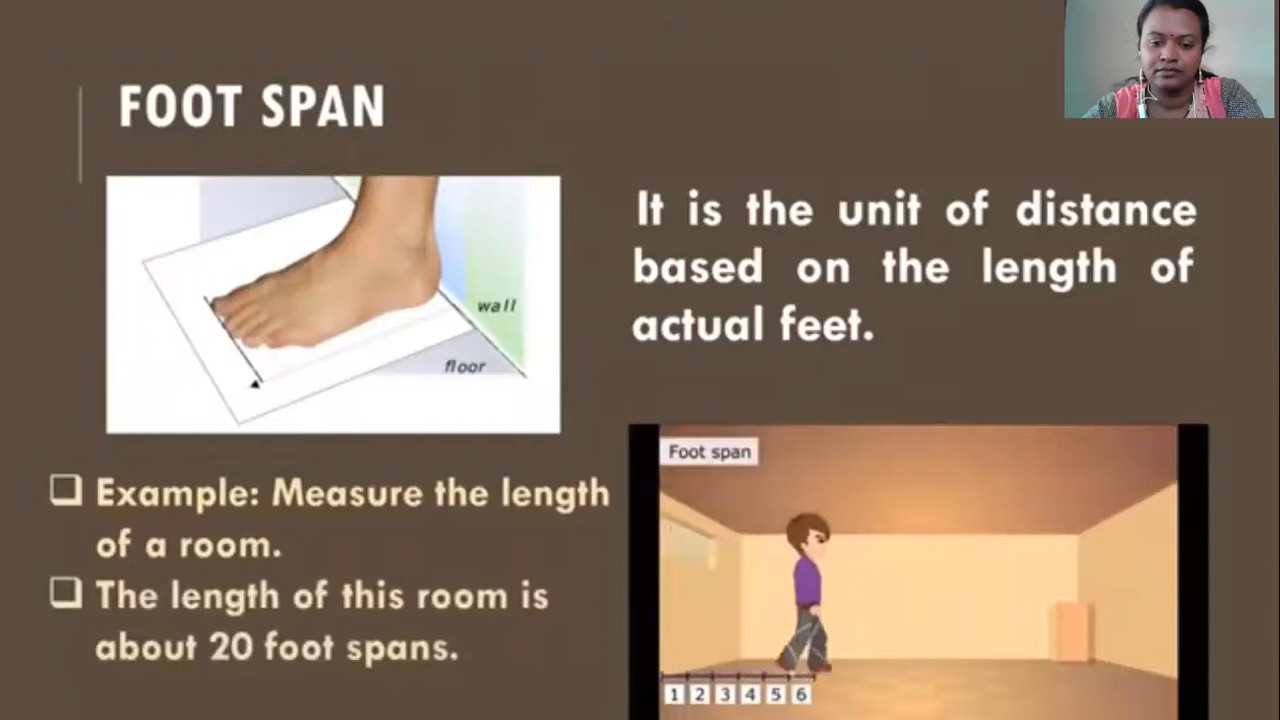 FOOT SPAN
It is the unit of distance
based on the length of
actual feet.
wall
floor
Example: Measure the length
of a room.
The length of this room is
about 20 foot spans.
Foot span
1 2 3 4 5 6